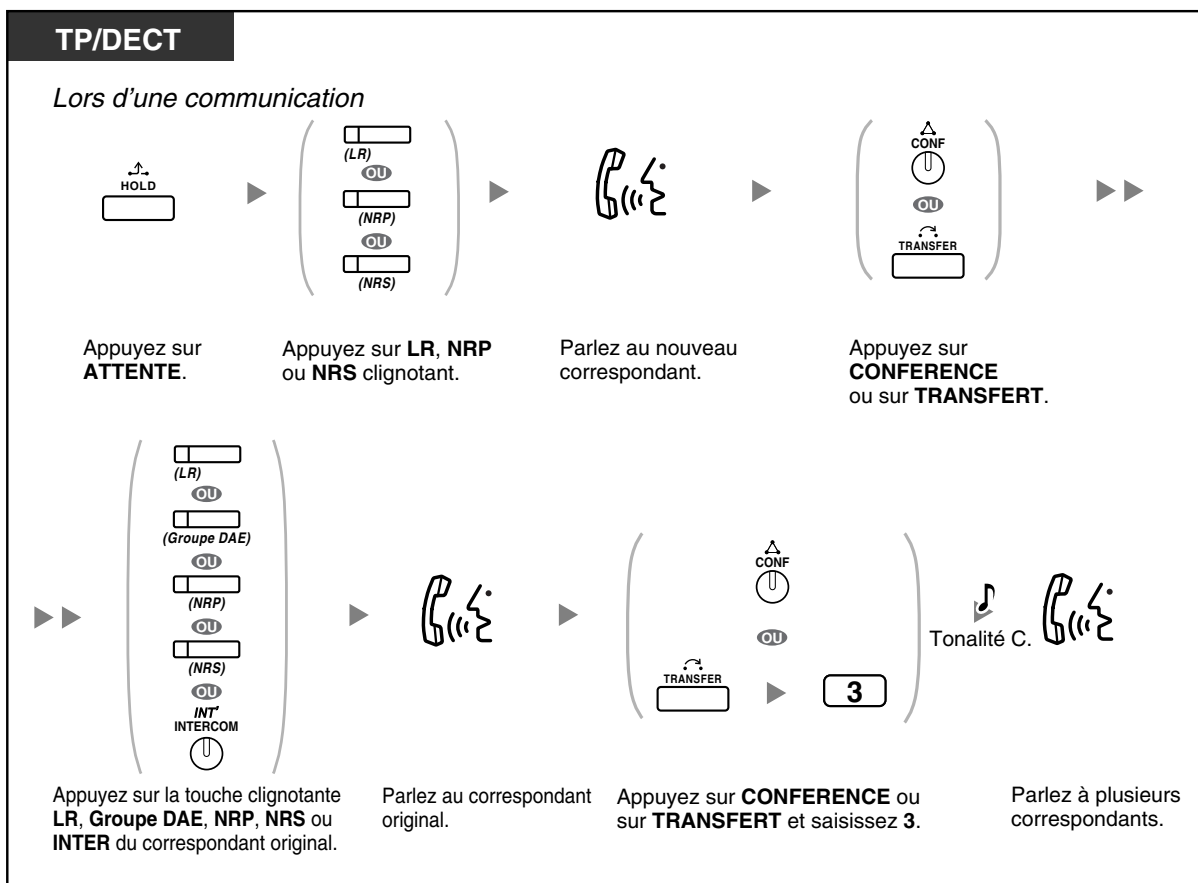 TP/DECT
Lors d'une communication
HOLD
(LR)
OU
(NRP)
OU
(NRS)
CONF
OU
TRANSFER
Appuyez sur
ATTENTE.
Appuyez sur LR, NRP
ou NRS clignotant.
Parlez au nouveau
correspondant.
Appuyez sur
CONFERENCE
ou sur TRANSFERT.
(LR)
OU
(Groupe DAE)
OU
(NRP)
OU
(NRS)
OU
INT'
INTERCOM
CONF
OU
TRANSFER
3
Tonalité C.
Appuyez sur la touche clignotante
LR, Groupe DAE, NRP, NRS ou
INTER du correspondant original.
Parlez au correspondant
original.
Appuyez sur CONFERENCE ou
sur TRANSFERT et saisissez 3.
Parlez à plusieurs
correspondants.